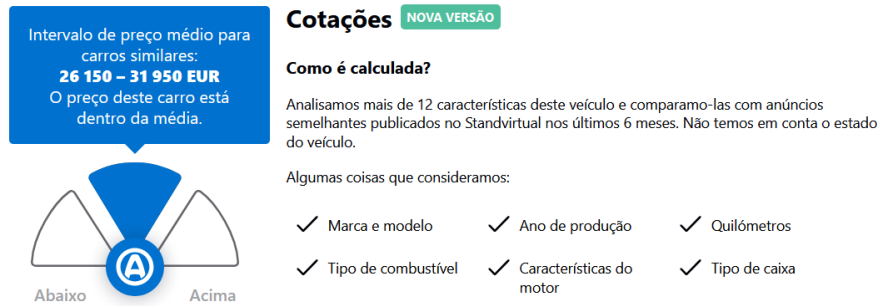 Intervalo de preço médio para
carros similares:
26 150 – 31 950 EUR
O preço deste carro está
dentro da média.
A
Abaixo
Acima
Cotações
NOVA VERSÃO
Como é calculada?
Analisamos mais de 12 características deste veículo e comparamo-las com anúncios
semelhantes publicados no Standvirtual nos últimos 6 meses. Não temos em conta o estado
do veículo.
Algumas coisas que consideramos:
Marca e modelo
Ano de produção
Quilómetros
Tipo de combustível
Características do
motor
Tipo de caixa